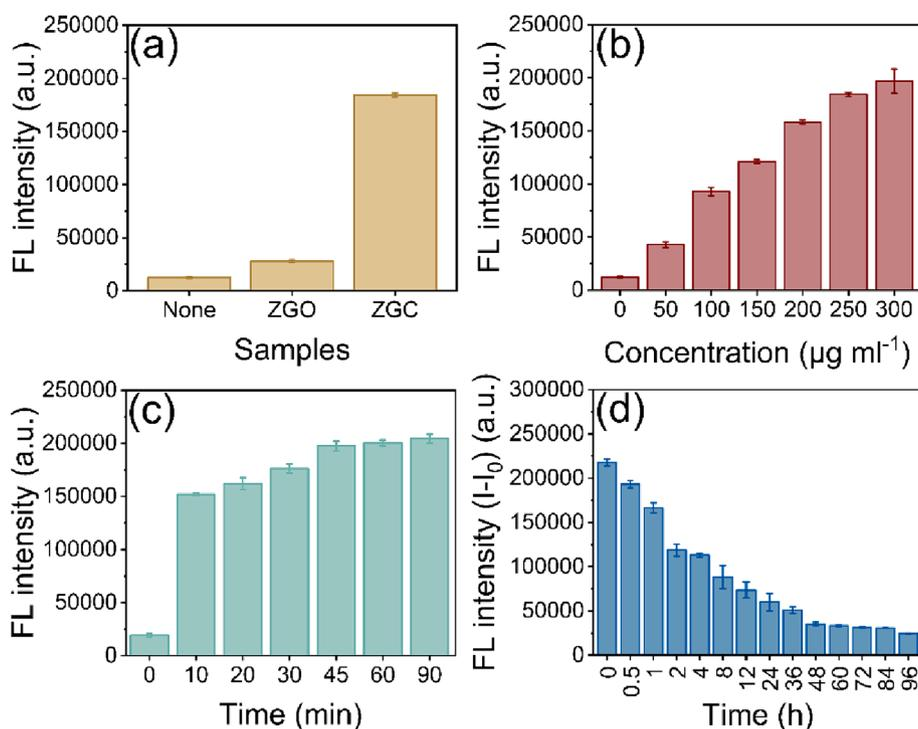 (a)
FL intensity (a.u.)
250000
200000
150000
100000
50000
0
None ZGO ZGC
Samples
(b)
FL intensity (a.u.)
250000
200000
150000
100000
50000
0
0 50 100 150 200 250 300
Concentration (µg ml⁻¹)
(c)
FL intensity (a.u.)
250000
200000
150000
100000
50000
0
0 10 20 30 45 60 90
Time (min)
(d)
FL intensity (I-I₀) (a.u.)
300000
250000
200000
150000
100000
50000
0
0 0.5 1 2 4 8 12 24 36 48 60 72 84 96
Time (h)